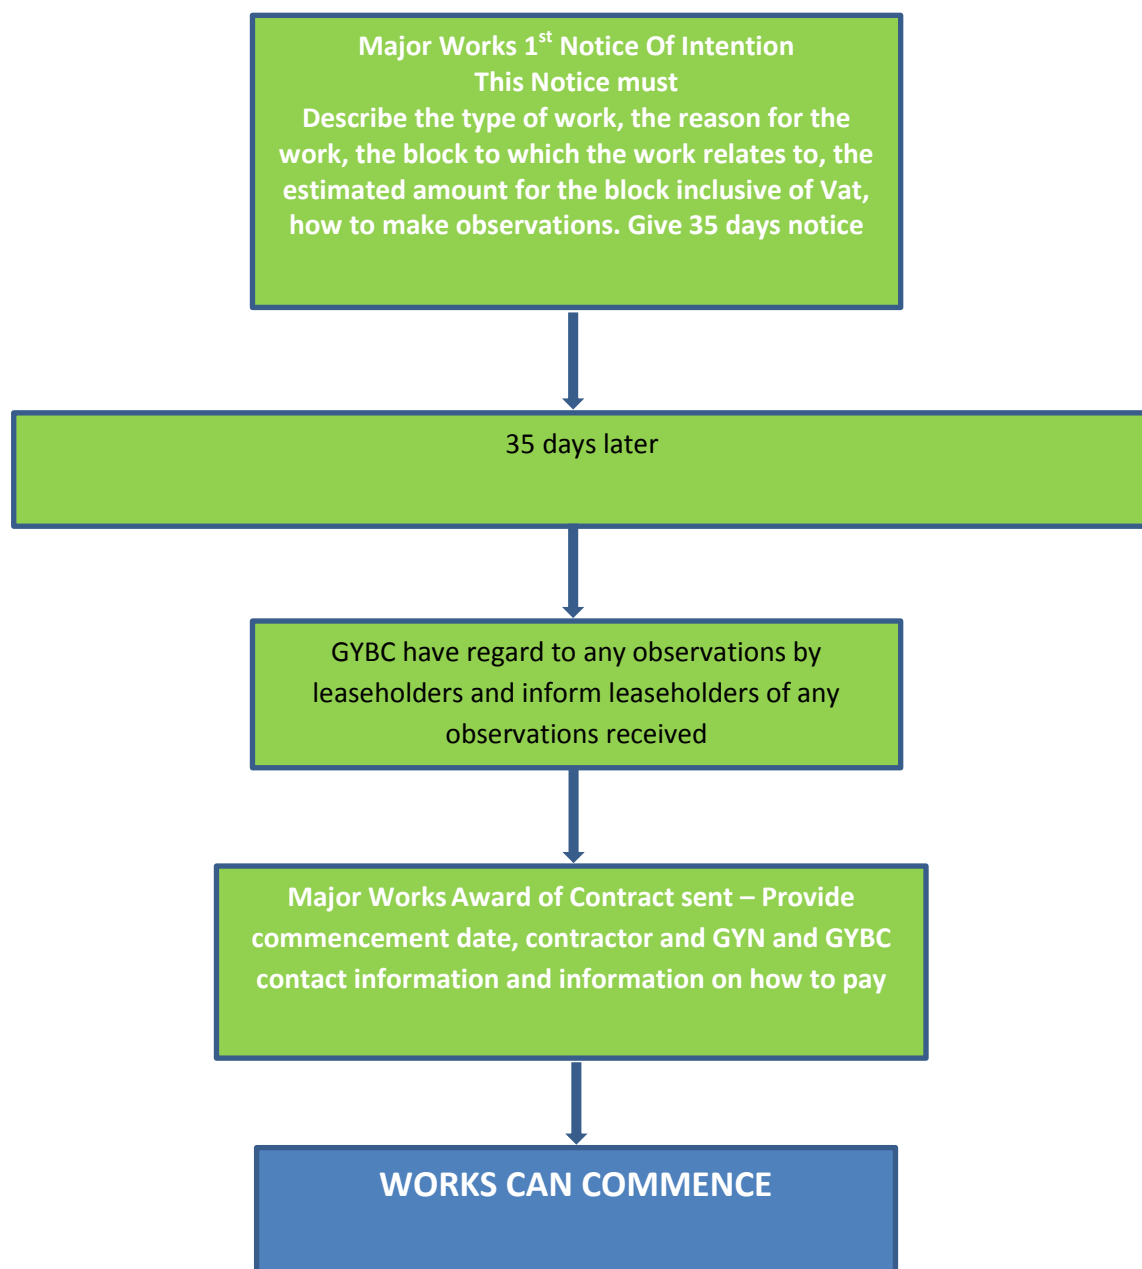 Major Works 1st Notice Of Intention
This Notice must
Describe the type of work, the reason for the
work, the block to which the work relates to, the
estimated amount for the block inclusive of Vat,
how to make observations. Give 35 days notice
35 days later
GYBC have regard to any observations by
leaseholders and inform leaseholders of any
observations received
Major Works Award of Contract sent – Provide
commencement date, contractor and GYN and GYBC
contact information and information on how to pay
WORKS CAN COMMENCE